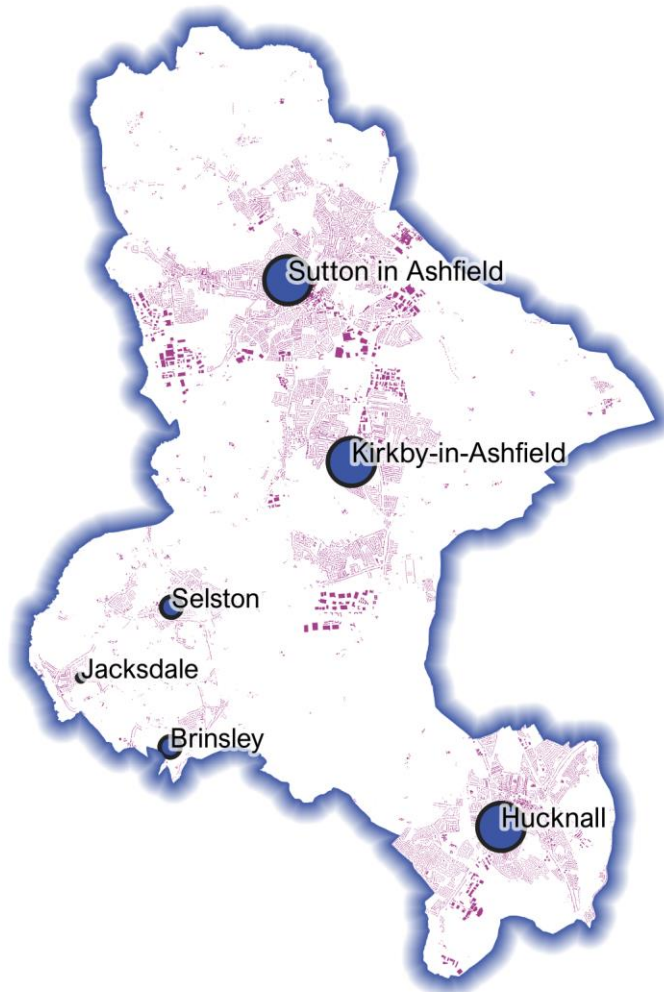 Sutton in Ashfield
Kirkby-in-Ashfield
Selston
Jacksdale
Brinsley
Hucknall